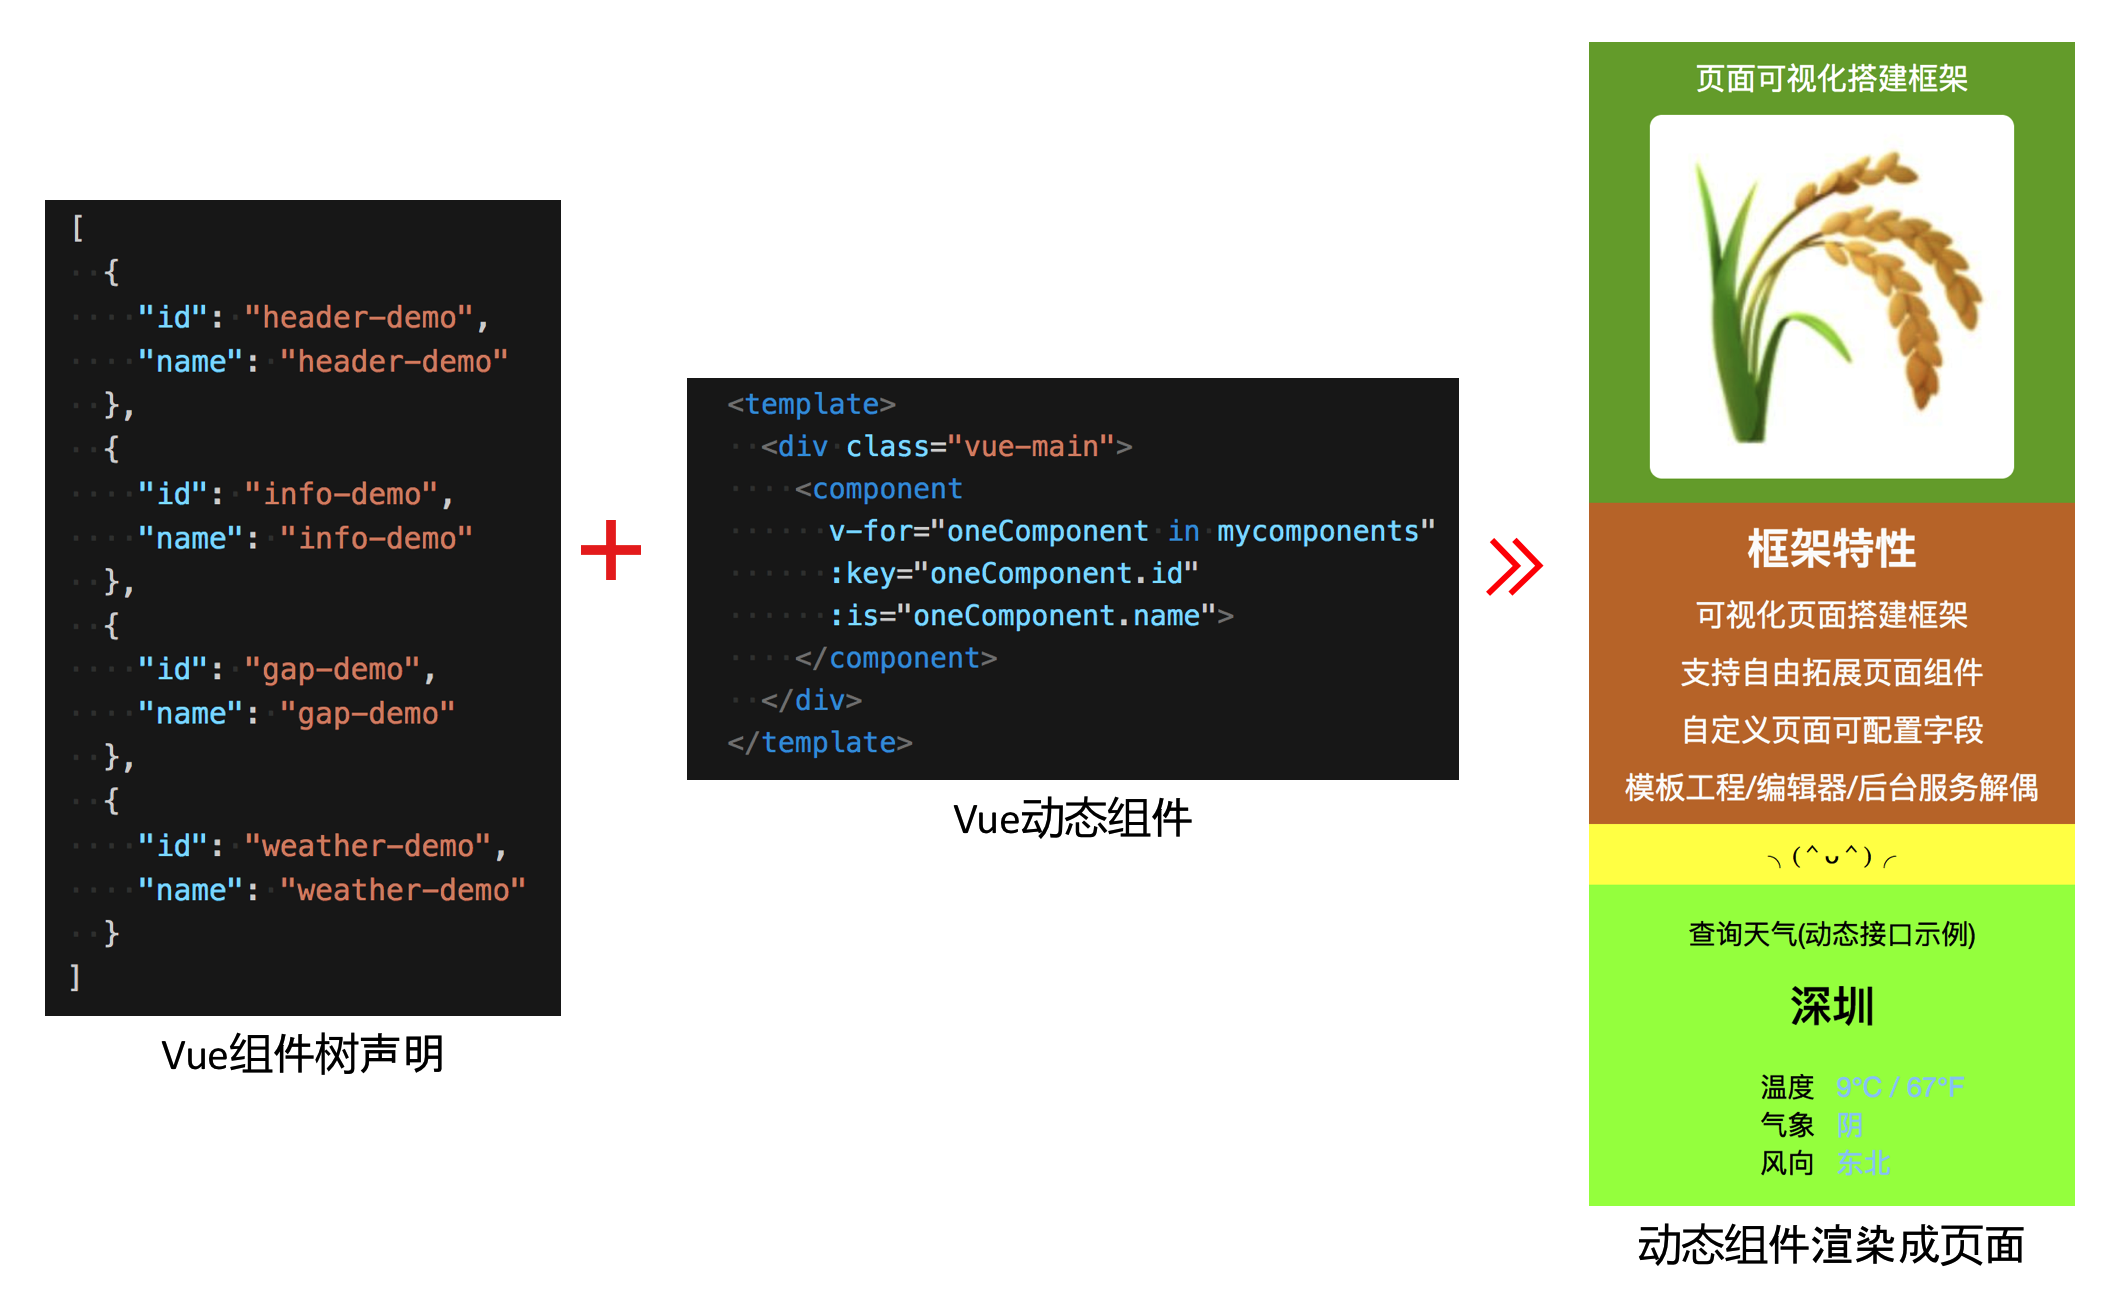 [
  {
    "id": "header-demo",
    "name": "header-demo"
  },
  {
    "id": "info-demo",
    "name": "info-demo"
  },
  {
    "id": "gap-demo",
    "name": "gap-demo"
  },
  {
    "id": "weather-demo",
    "name": "weather-demo"
  }
]
Vue组件树声明
<template>
  <div class="vue-main">
    <component
      v-for="oneComponent in mycomponents"
      :key="oneComponent.id"
      :is="oneComponent.name">
    </component>
  </div>
</template>
Vue动态组件
页面可视化搭建框架
框架特性
可视化页面搭建框架
支持自由拓展页面组件
自定义页面可配置字段
模板工程/编辑器/后台服务解偶
╮(^ᴗ^)╭
查询天气(动态接口示例)
深圳
温度 9°C / 67°F
气象 阴
风向 东北
动态组件渲染成页面